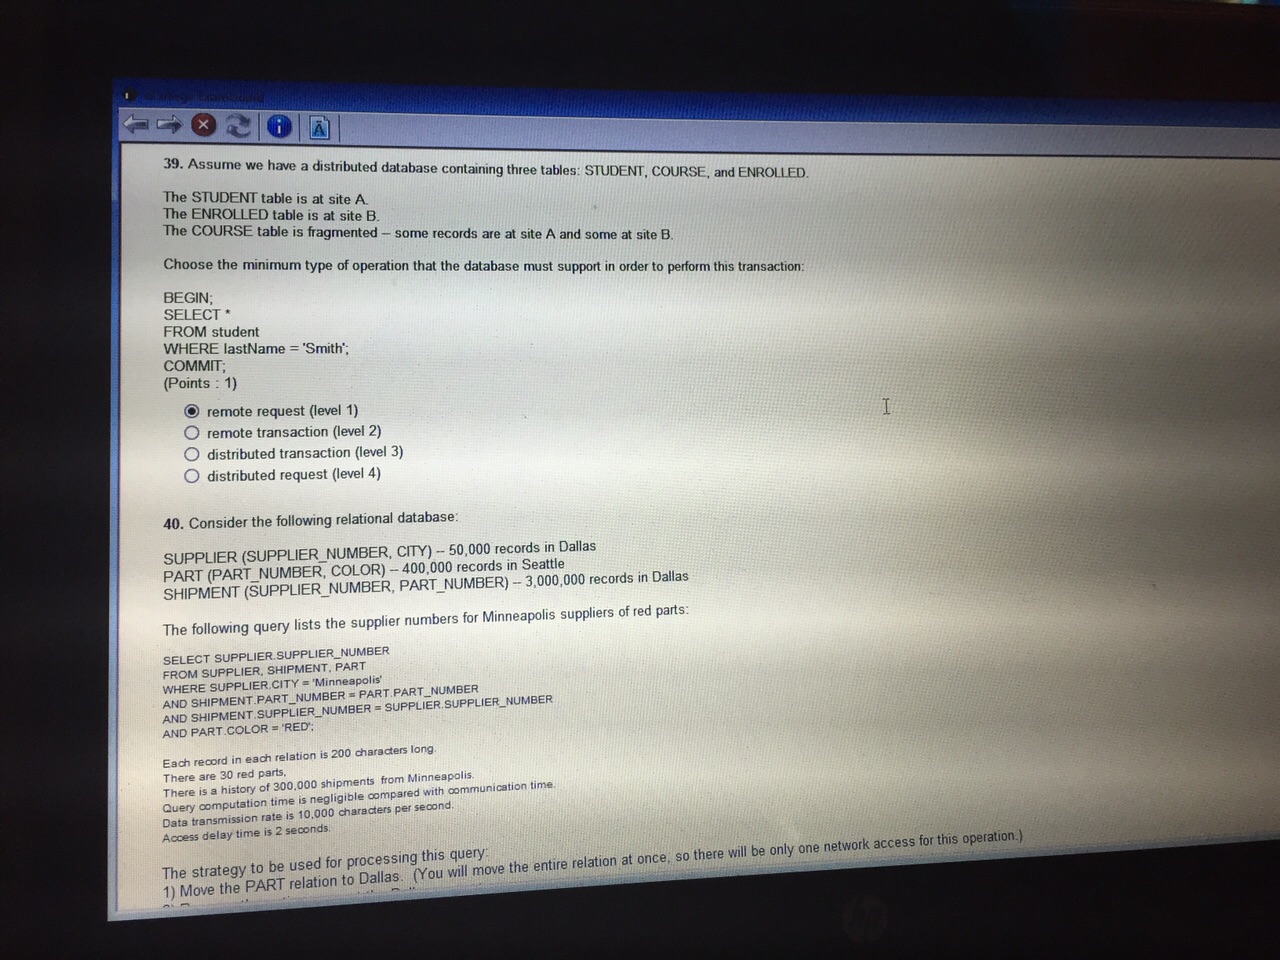 39. Assume we have a distributed database containing three tables: STUDENT, COURSE, and ENROLLED.
The STUDENT table is at site A.
The ENROLLED table is at site B.
The COURSE table is fragmented – some records are at site A and some at site B.
Choose the minimum type of operation that the database must support in order to perform this transaction:
BEGIN;
SELECT *
FROM student
WHERE lastName = 'Smith';
COMMIT;
(Points : 1)
remote request (level 1)
remote transaction (level 2)
distributed transaction (level 3)
distributed request (level 4)
40. Consider the following relational database:
SUPPLIER (SUPPLIER_NUMBER, CITY) -- 50,000 records in Dallas
PART (PART_NUMBER, COLOR) -- 400,000 records in Seattle
SHIPMENT (SUPPLIER_NUMBER, PART_NUMBER) -- 3,000,000 records in Dallas
The following query lists the supplier numbers for Minneapolis suppliers of red parts:
SELECT SUPPLIER.SUPPLIER_NUMBER
FROM SUPPLIER, SHIPMENT, PART
WHERE SUPPLIER.CITY = 'Minneapolis'
AND SHIPMENT.PART_NUMBER = PART.PART_NUMBER
AND SHIPMENT.SUPPLIER_NUMBER = SUPPLIER.SUPPLIER_NUMBER
AND PART.COLOR = 'RED';
Each record in each relation is 200 characters long.
There are 30 red parts.
There is a history of 300,000 shipments from Minneapolis.
Query computation time is negligible compared with communication time.
Data transmission rate is 10,000 characters per second.
Access delay time is 2 seconds.
The strategy to be used for processing this query:
1) Move the PART relation to Dallas. (You will move the entire relation at once, so there will be only one network access for this operation.)